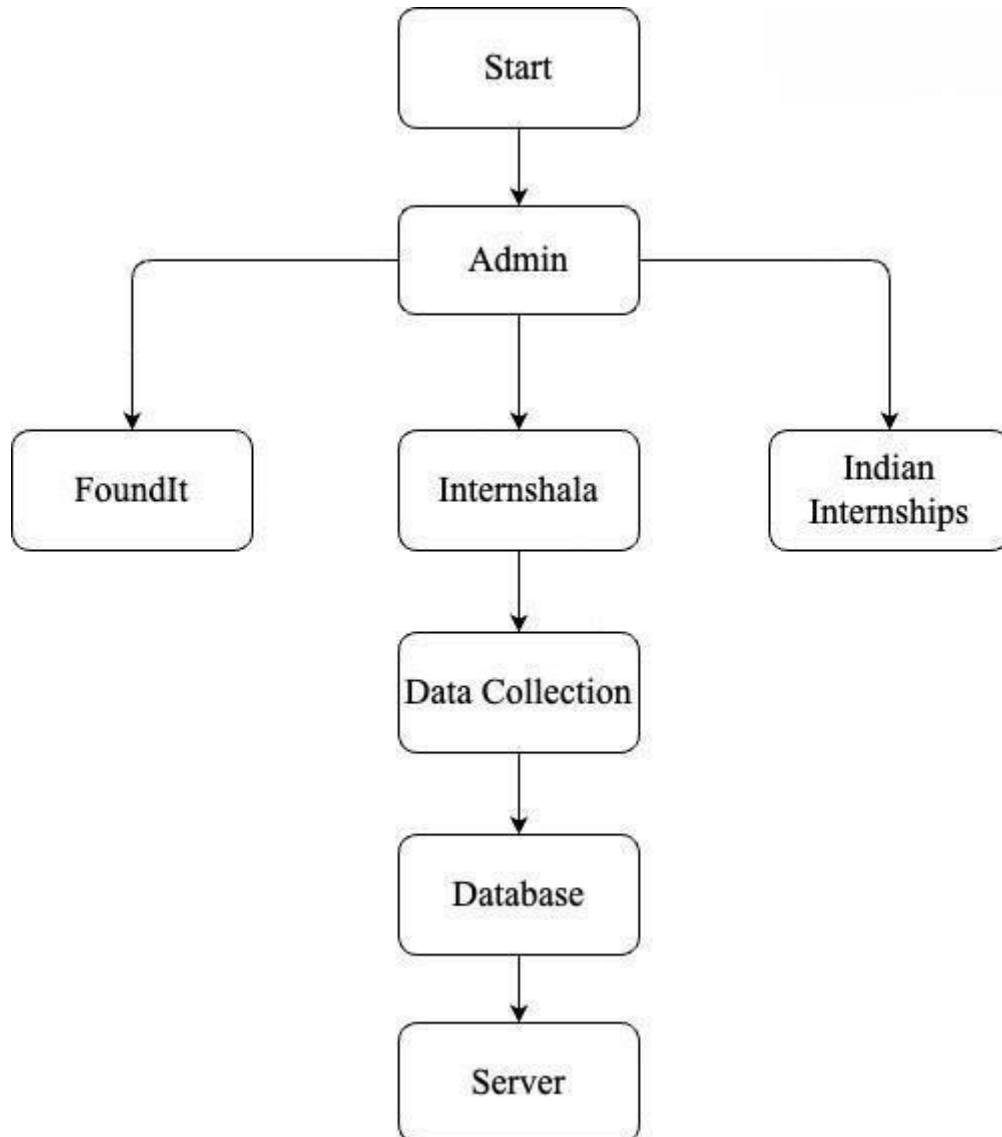 Start
Admin
FoundIt
Internshala
Indian
Internships
Data Collection
Database
Server